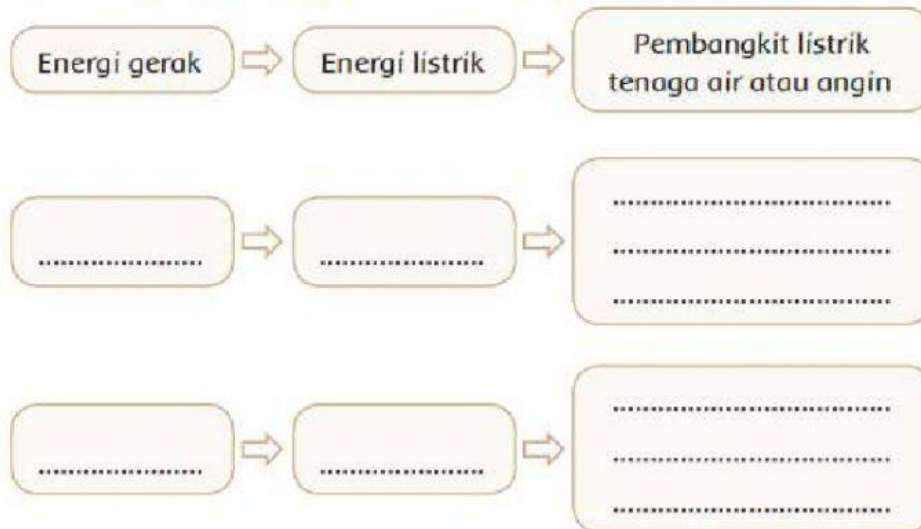 Energi gerak
Energi listrik
Pembangkit listrik
tenaga air atau angin